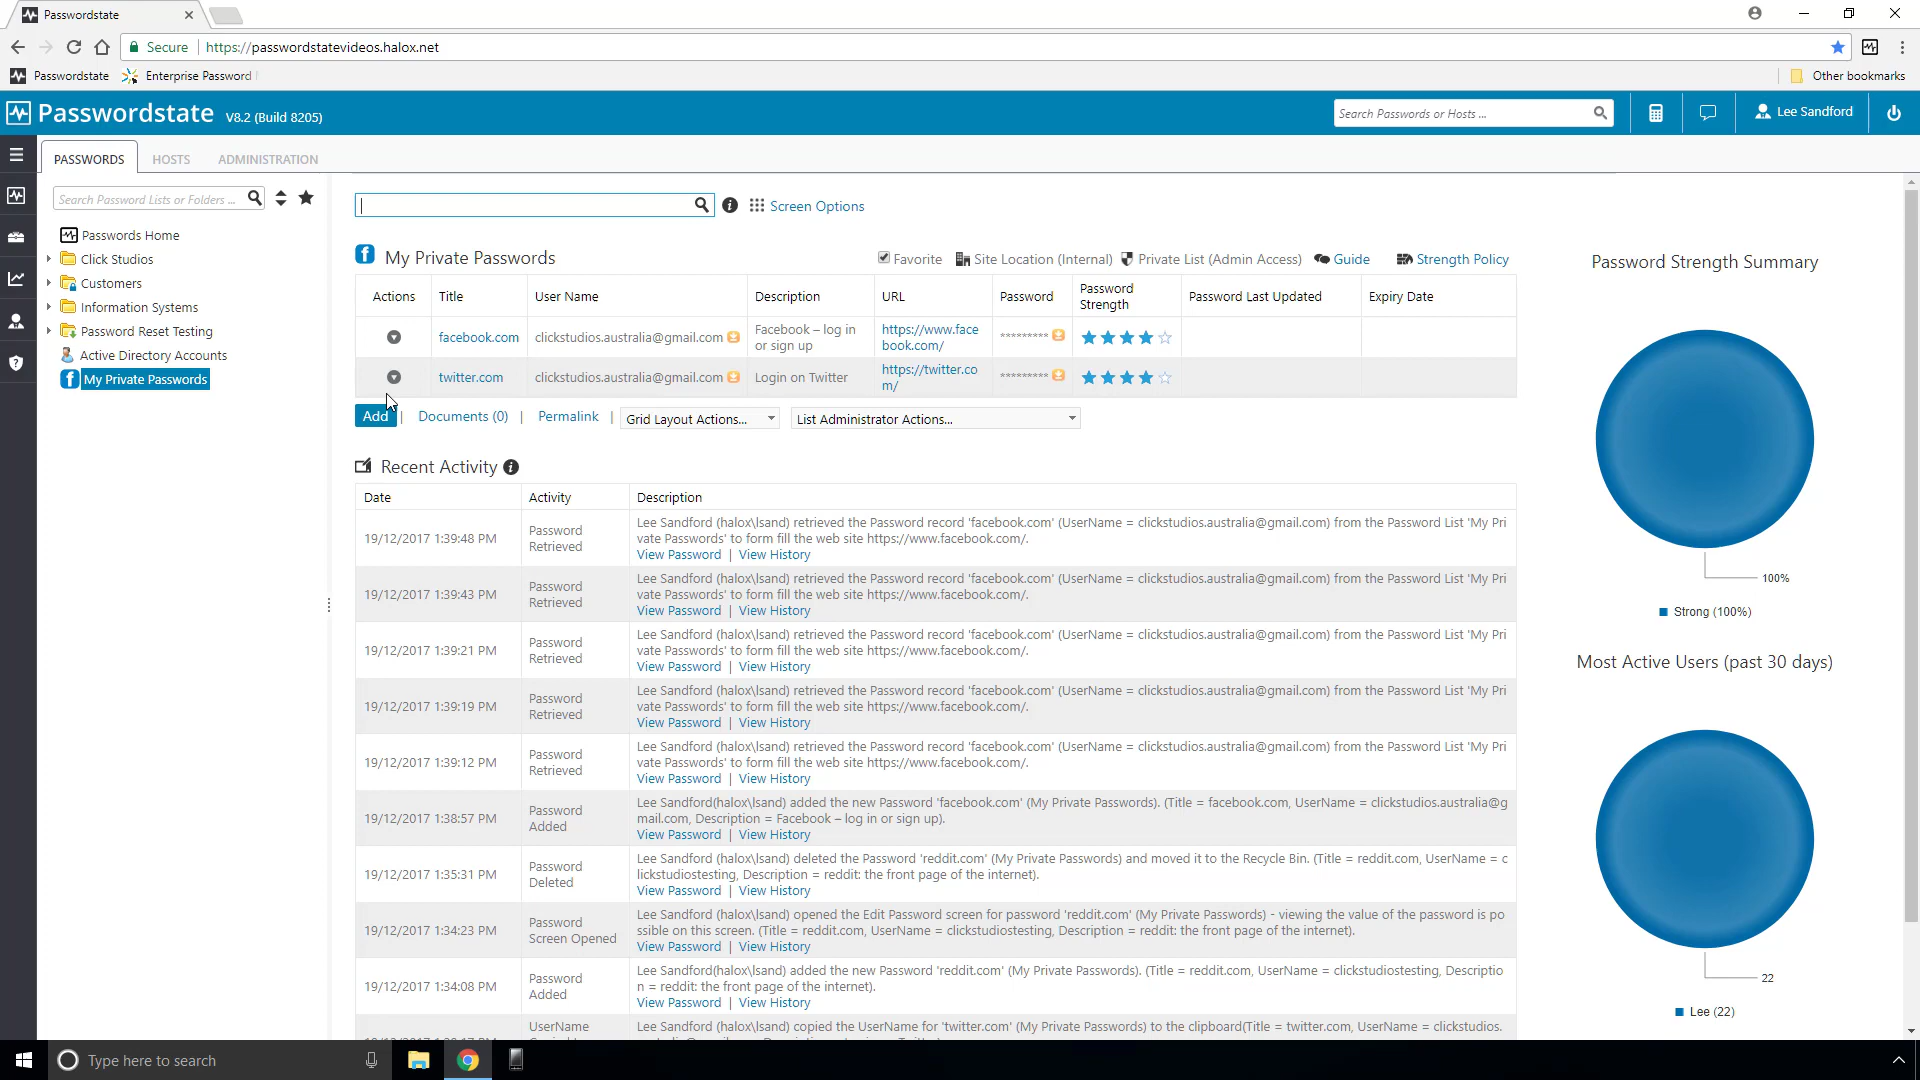 Passwordstate
Secure https://passwordstatevideos.halox.net
Passwordstate Enterprise Password Other bookmarks
Passwordstate V8.2 (Build 8205) Search Passwords or Hosts ... Lee Sandford
PASSWORDS HOSTS ADMINISTRATION
Search Password Lists or Folders ...
Passwords Home
Click Studios
Customers
Information Systems
Password Reset Testing
Active Directory Accounts
My Private Passwords
Screen Options
My Private Passwords Favorite Site Location (Internal) Private List (Admin Access) Guide Strength Policy
Actions Title User Name Description URL Password Password Strength Password Last Updated Expiry Date
facebook.com clickstudios.australia@gmail.com Facebook – log in or sign up https://www.facebook.com/ *********
twitter.com clickstudios.australia@gmail.com Login on Twitter https://twitter.com/ *********
Add | Documents (0) | Permalink | Grid Layout Actions... List Administrator Actions...
Recent Activity
Date Activity Description
19/12/2017 1:39:48 PM Password Retrieved
Lee Sandford (halox\lsand) retrieved the Password record 'facebook.com' (UserName = clickstudios.australia@gmail.com) from the Password List 'My Pri
vate Passwords' to form fill the web site https://www.facebook.com/.
View Password | View History
19/12/2017 1:39:43 PM Password Retrieved
Lee Sandford (halox\lsand) retrieved the Password record 'facebook.com' (UserName = clickstudios.australia@gmail.com) from the Password List 'My Pri
vate Passwords' to form fill the web site https://www.facebook.com/.
View Password | View History
19/12/2017 1:39:21 PM Password Retrieved
Lee Sandford (halox\lsand) retrieved the Password record 'facebook.com' (UserName = clickstudios.australia@gmail.com) from the Password List 'My Pri
vate Passwords' to form fill the web site https://www.facebook.com/.
View Password | View History
19/12/2017 1:39:19 PM Password Retrieved
Lee Sandford (halox\lsand) retrieved the Password record 'facebook.com' (UserName = clickstudios.australia@gmail.com) from the Password List 'My Pri
vate Passwords' to form fill the web site https://www.facebook.com/.
View Password | View History
19/12/2017 1:39:12 PM Password Retrieved
Lee Sandford (halox\lsand) retrieved the Password record 'facebook.com' (UserName = clickstudios.australia@gmail.com) from the Password List 'My Pri
vate Passwords' to form fill the web site https://www.facebook.com/.
View Password | View History
19/12/2017 1:38:57 PM Password Added
Lee Sandford(halox\lsand) added the new Password 'facebook.com' (My Private Passwords). (Title = facebook.com, UserName = clickstudios.australia@g
mail.com, Description = Facebook – log in or sign up).
View Password | View History
19/12/2017 1:35:31 PM Password Deleted
Lee Sandford (halox\lsand) deleted the Password 'reddit.com' (My Private Passwords) and moved it to the Recycle Bin. (Title = reddit.com, UserName = c
lickstudiostesting, Description = reddit: the front page of the internet).
View Password | View History
19/12/2017 1:34:23 PM Password Screen Opened
Lee Sandford (halox\lsand) opened the Edit Password screen for password 'reddit.com' (My Private Passwords) - viewing the value of the password is po
ssible on this screen. (Title = reddit.com, UserName = clickstudiostesting, Description = reddit: the front page of the internet).
View Password | View History
19/12/2017 1:34:08 PM Password Added
Lee Sandford(halox\lsand) added the new Password 'reddit.com' (My Private Passwords). (Title = reddit.com, UserName = clickstudiostesting, Descriptio
n = reddit: the front page of the internet).
View Password | View History
UserName
Lee Sandford (halox\lsand) copied the UserName for 'twitter.com' (My Private Passwords) to the clipboard(Title = twitter.com, UserName = clickstudios.
Password Strength Summary
100%
Strong (100%)
Most Active Users (past 30 days)
22
Lee (22)
Type here to search